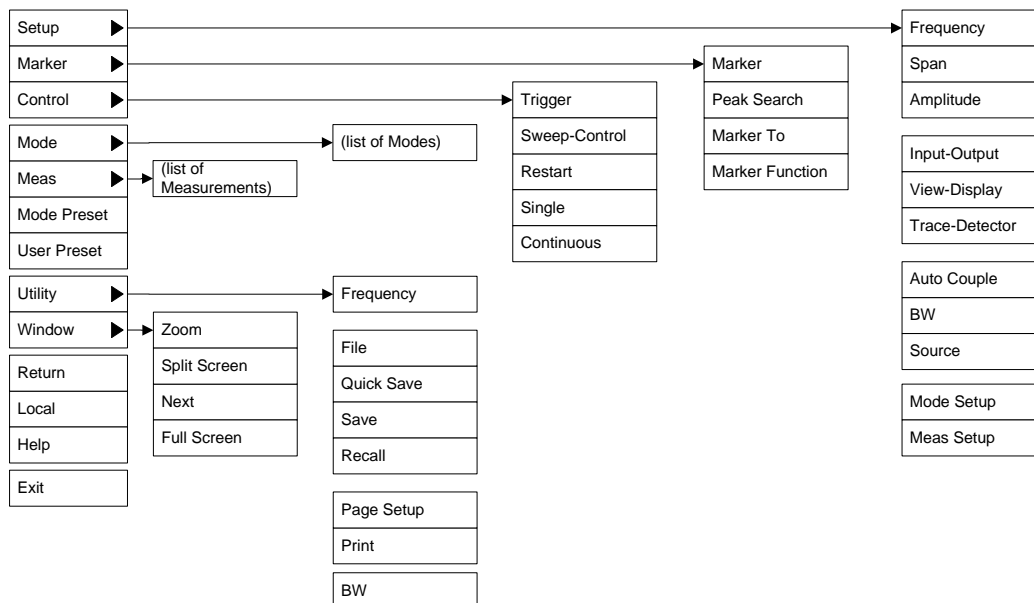 Setup
Marker
Control
Mode
Meas
Mode Preset
User Preset
Utility
Window
Return
Local
Help
Exit
(list of
Measurements)
Zoom
Split Screen
Next
Full Screen
(list of Modes)
Frequency
File
Quick Save
Save
Recall
Page Setup
Print
BW
Trigger
Sweep-Control
Restart
Single
Continuous
Marker
Peak Search
Marker To
Marker Function
Frequency
Span
Amplitude
Input-Output
View-Display
Trace-Detector
Auto Couple
BW
Source
Mode Setup
Meas Setup